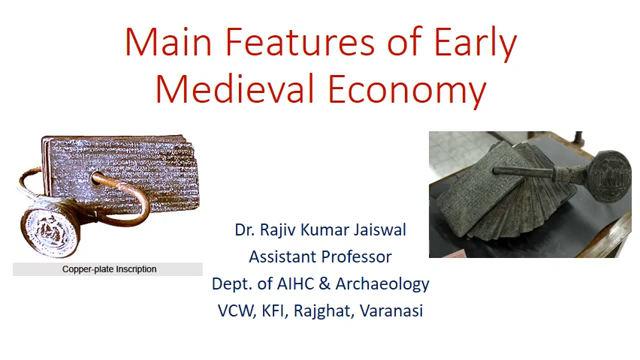 Main Features of Early
Medieval Economy
Copper-plate Inscription
Dr. Rajiv Kumar Jaiswal
Assistant Professor
Dept. of AIHC & Archaeology
VCW, KFI, Rajghat, Varanasi